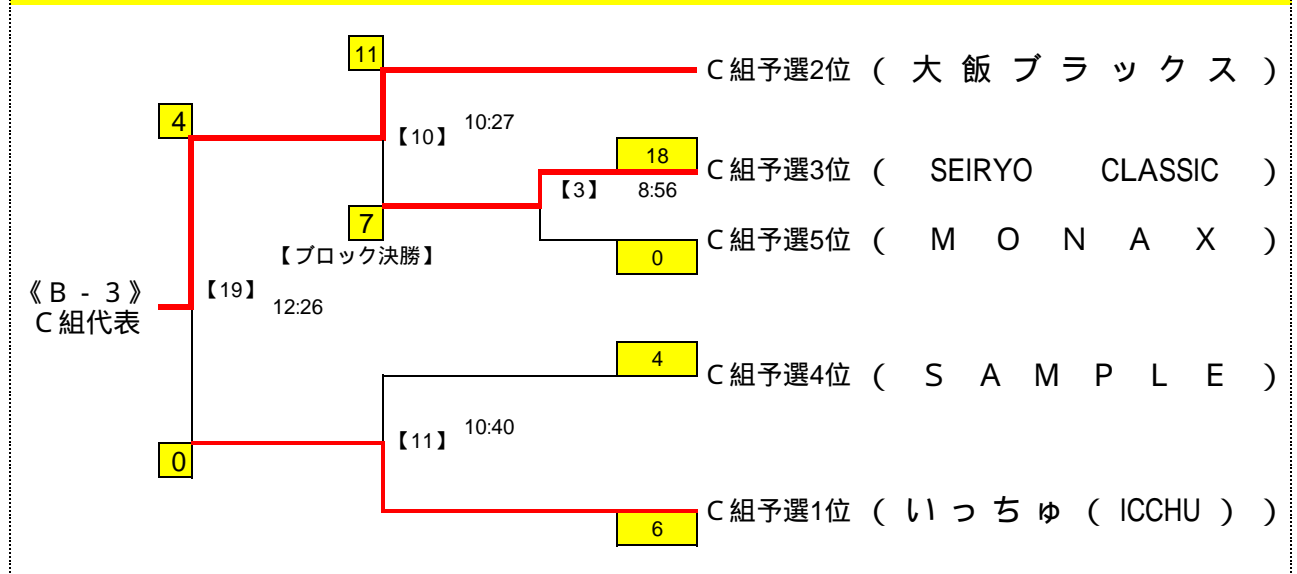 11
C組予選2位 ( 大飯ブラックス )
4
【10】 10:27
18
C組予選3位 ( SEIRYO CLASSIC )
【3】 8:56
7
C組予選5位 ( MONAX )
【ブロック決勝】
0
《B-3》
【19】
12:26
C組代表
4
C組予選4位 ( SAMPLE )
【11】 10:40
0
C組予選1位 ( いっちゅ ( ICCHU ) )
6